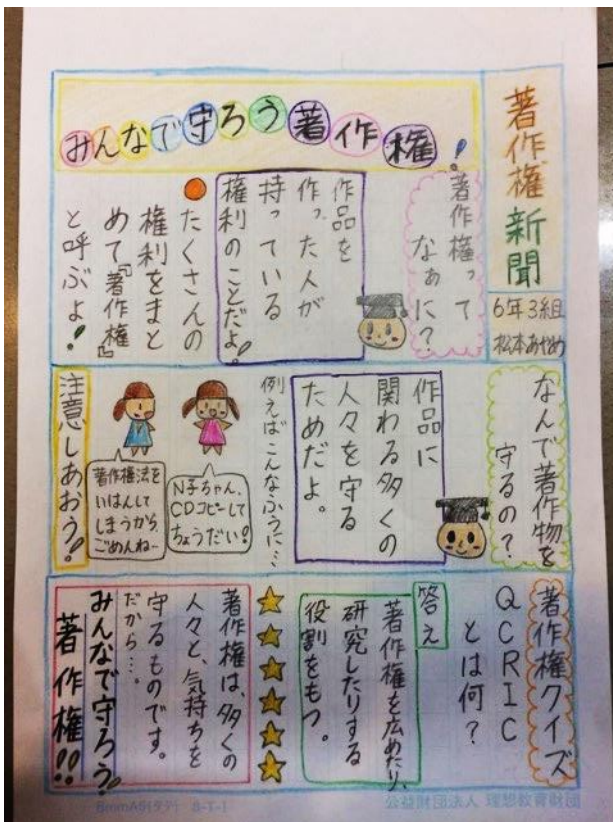 著作権新聞
6年3組
松本あやめ
みんなで守ろう著作権!
著作権って
なぁに?
作品を
作った人が
持っている
権利のことだよ!
たくさんの
権利をまと
めて『著作権』
と呼ぶよ!
なんで著作物を
守るの?
作品に
関わる多くの
人々を守る
ためだよ。
例えばこんなふうに…
N子ちゃん、
CDコピーして
ちょうだい!
著作権法を
いはんして
しまうから、
ごめんね~
注意しあおう!
著作権クイズ
QCRIC
とは何?
答え
著作権を広めたり、
研究したりする
役割をもつ。
著作権は、多くの
人々と、気持ちを
守るものです。
だから…。
みんなで守ろう!
著作権!!
8mmAS(タテ) B-T-1
公益財団法人 理想教育財団